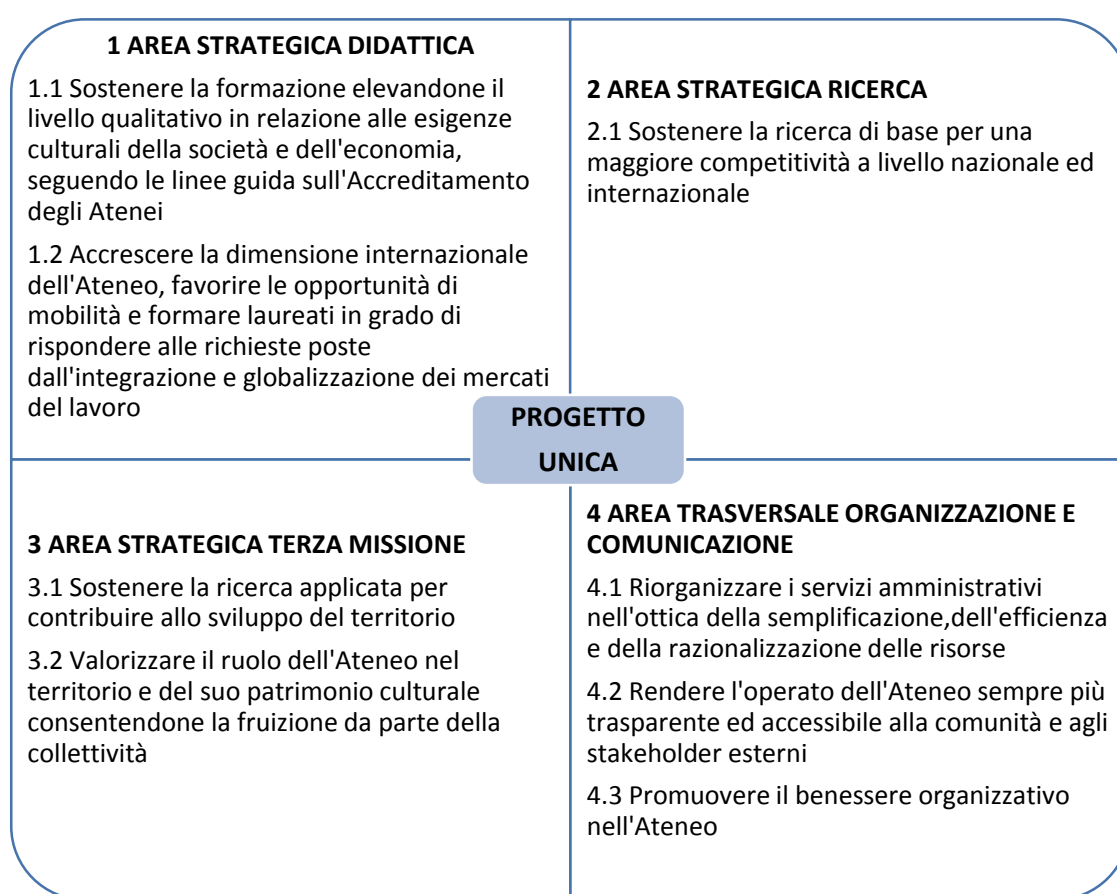 1 AREA STRATEGICA DIDATTICA
1.1 Sostenere la formazione elevandone il
livello qualitativo in relazione alle esigenze
culturali della società e dell'economia,
seguendo le linee guida sull'Accreditamento
degli Atenei
1.2 Accrescere la dimensione internazionale
dell'Ateneo, favorire le opportunità di
mobilità e formare laureati in grado di
rispondere alle richieste poste
dall'integrazione e globalizzazione dei mercati
del lavoro
2 AREA STRATEGICA RICERCA
2.1 Sostenere la ricerca di base per una
maggiore competitività a livello nazionale ed
internazionale
PROGETTO
UNICA
3 AREA STRATEGICA TERZA MISSIONE
3.1 Sostenere la ricerca applicata per
contribuire allo sviluppo del territorio
3.2 Valorizzare il ruolo dell'Ateneo nel
territorio e del suo patrimonio culturale
consentendone la fruizione da parte della
collettività
4 AREA TRASVERSALE ORGANIZZAZIONE E
COMUNICAZIONE
4.1 Riorganizzare i servizi amministrativi
nell'ottica della semplificazione,dell'efficienza
e della razionalizzazione delle risorse
4.2 Rendere l'operato dell'Ateneo sempre più
trasparente ed accessibile alla comunità e agli
stakeholder esterni
4.3 Promuovere il benessere organizzativo
nell'Ateneo